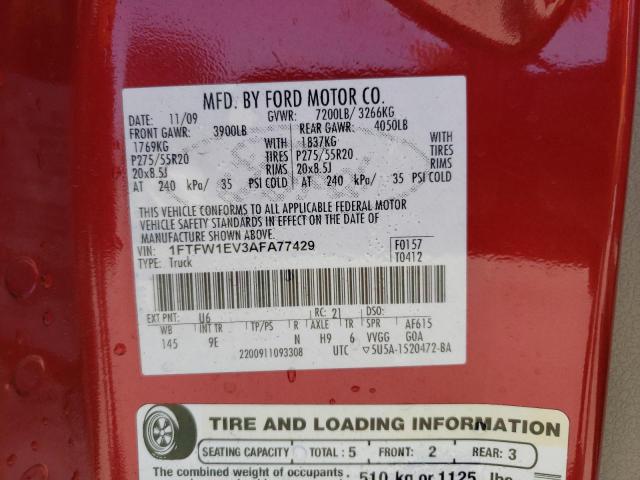 MFD. BY FORD MOTOR CO.
DATE: 11/09 GVWR: 7200LB/ 3266KG
FRONT GAWR: 3900LB REAR GAWR: 4050LB
1769KG WITH 1837KG WITH
P275/55R20 TIRES P275/55R20 TIRES
20x8.5J RIMS 20x8.5J RIMS
AT 240 kPa/ 35 PSI COLD AT 240 kPa/ 35 PSI COLD
THIS VEHICLE CONFORMS TO ALL APPLICABLE FEDERAL MOTOR
VEHICLE SAFETY STANDARDS IN EFFECT ON THE DATE OF
MANUFACTURE SHOWN ABOVE.
VIN: 1FTFW1EV3AFA77429 F0157
TYPE: Truck T0412
EXT PNT: U6 RC: 21 DSO:
WB INT TR TP/PS R AXLE TR SPR AF615
145 9E N H9 6 VVGG GOA
2200911093308 UTC ▽5U5A-1520472-BA
TIRE AND LOADING INFORMATION
SEATING CAPACITY TOTAL: 5 FRONT: 2 REAR: 3
The combined weight of occupants 510 kg or 1125 lbs